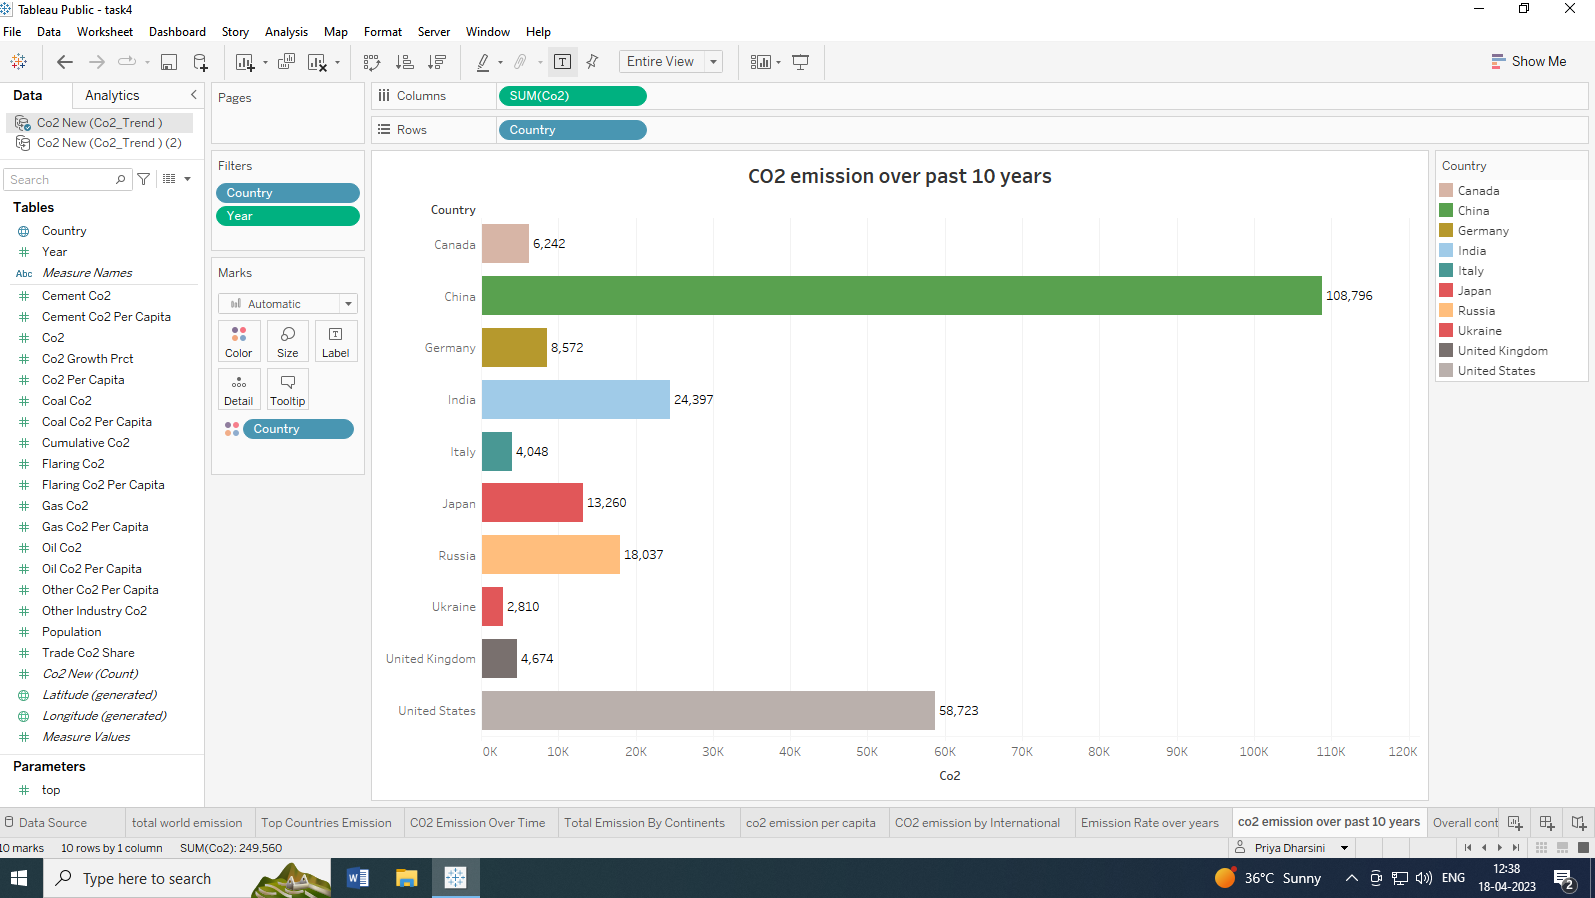 Tableau Public - task4
File Data Worksheet Dashboard Story Analysis Map Format Server Window Help
Entire View
Show Me
Data Analytics
Co2 New (Co2_Trend )
Co2 New (Co2_Trend ) (2)
Search
Tables
Country
Year
Abc Measure Names
Cement Co2
Cement Co2 Per Capita
Co2
Co2 Growth Prct
Co2 Per Capita
Coal Co2
Coal Co2 Per Capita
Cumulative Co2
Flaring Co2
Flaring Co2 Per Capita
Gas Co2
Gas Co2 Per Capita
Oil Co2
Oil Co2 Per Capita
Other Co2 Per Capita
Other Industry Co2
Population
Trade Co2 Share
Co2 New (Count)
Latitude (generated)
Longitude (generated)
Measure Values
Parameters
top
Pages
Filters
Country
Year
Marks
Automatic
Color Size Label
Detail Tooltip
Country
Columns SUM(Co2)
Rows Country
CO2 emission over past 10 years
Country
Canada 6,242
China 108,796
Germany 8,572
India 24,397
Italy 4,048
Japan 13,260
Russia 18,037
Ukraine 2,810
United Kingdom 4,674
United States 58,723
0K 10K 20K 30K 40K 50K 60K 70K 80K 90K 100K 110K 120K
Co2
Country
Canada
China
Germany
India
Italy
Japan
Russia
Ukraine
United Kingdom
United States
Data Source total world emission Top Countries Emission CO2 Emission Over Time Total Emission By Continents co2 emission per capita CO2 emission by International Emission Rate over years co2 emission over past 10 years Overall cont
10 marks 10 rows by 1 column SUM(Co2): 249,560 Priya Dharsini
Type here to search
36°C Sunny
ENG
12:38
18-04-2023
2